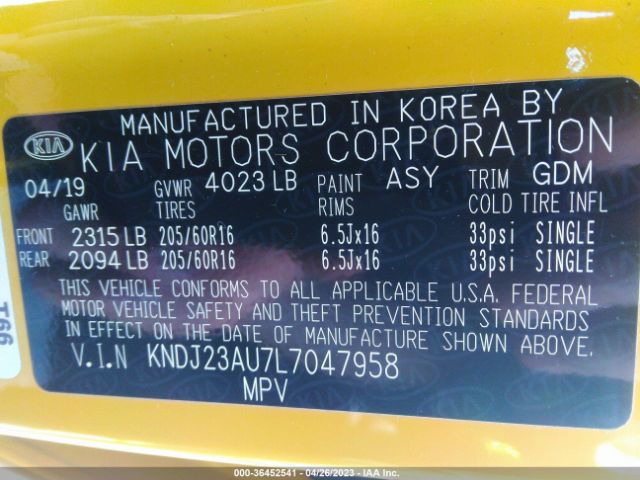 MANUFACTURED IN KOREA BY
KIA KIA MOTORS CORPORATION
04/19 GVWR 4023 LB PAINT ASY TRIM GDM
GAWR TIRES RIMS COLD TIRE INFL
FRONT 2315 LB 205/60R16 6.5Jx16 33psi SINGLE
REAR 2094 LB 205/60R16 6.5Jx16 33psi SINGLE
THIS VEHICLE CONFORMS TO ALL APPLICABLE U.S.A. FEDERAL
MOTOR VEHICLE SAFETY AND THEFT PREVENTION STANDARDS
IN EFFECT ON THE DATE OF MANUFACTURE SHOWN ABOVE.
V.I.N KNDJ23AU7L7047958
MPV
T66
000-36452541 - 04/26/2023 - IAA Inc.